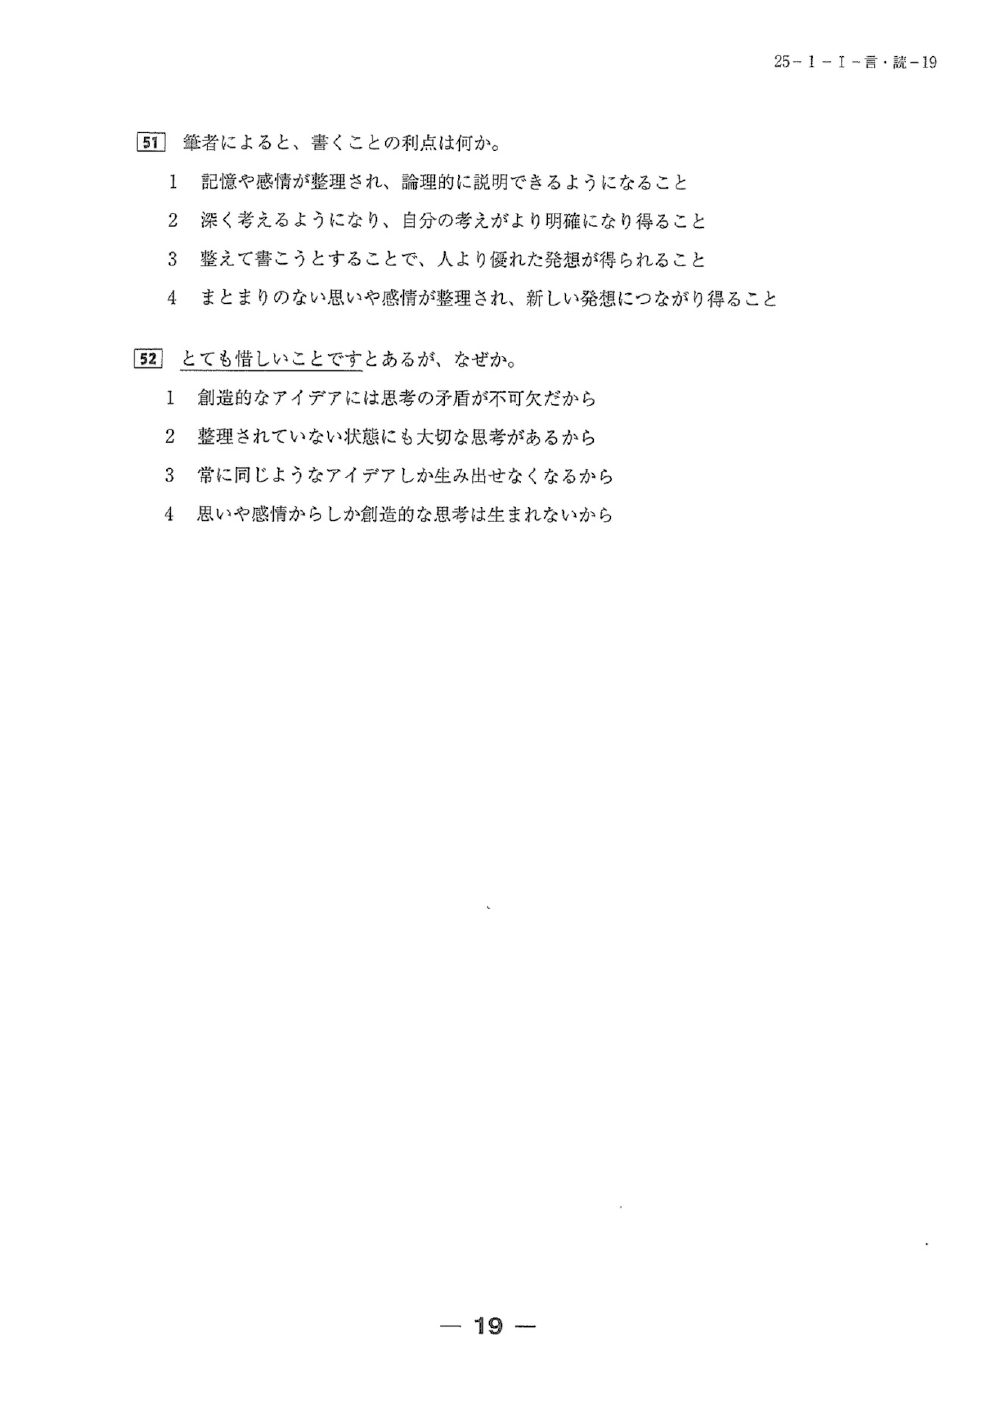 25－1－I－言・読－19
51 筆者によると、書くことの利点は何か。
1 記憶や感情が整理され、論理的に説明できるようになること
2 深く考えるようになり、自分の考えがより明確になり得ること
3 整えて書こうとすることで、人より優れた発想が得られること
4 まとまりのない思いや感情が整理され、新しい発想につながり得ること
52 とても惜しいことですとあるが、なぜか。
1 創造的なアイデアには思考の矛盾が不可欠だから
2 整理されていない状態にも大切な思考があるから
3 常に同じようなアイデアしか生み出せなくなるから
4 思いや感情からしか創造的な思考は生まれないから
— 19 —